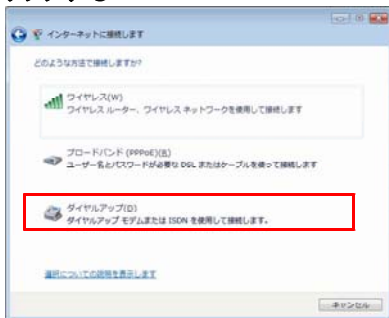 インターネットに接続します
どのような方法で接続しますか?
ワイヤレス(W)
ワイヤレス ルーター、ワイヤレス ネットワークを使用して接続します
ブロードバンド (PPPoE)(R)
ユーザー名とパスワードが必要な DSL またはケーブルを使って接続します
ダイヤルアップ(D)
ダイヤルアップ モデムまたは ISDN を使用して接続します。
選択についての説明を表示します
キャンセル